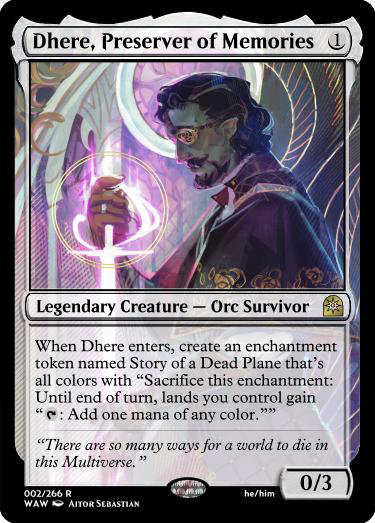 Dhere, Preserver of Memories 1
Legendary Creature — Orc Survivor
When Dhere enters, create an enchantment
token named Story of a Dead Plane that's
all colors with “Sacrifice this enchantment:
Until end of turn, lands you control gain
“: Add one mana of any color.””
“There are so many ways for a world to die in
this Multiverse.”
0/3
002/266 R
he/him
WAW Aitor Sebastian